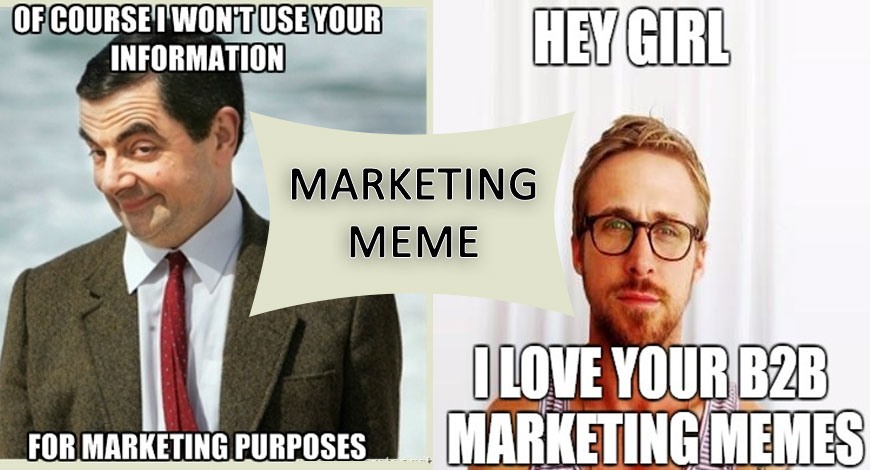 OF COURSE I WON'T USE YOUR
INFORMATION
FOR MARKETING PURPOSES
MARKETING
MEME
HEY GIRL
I LOVE YOUR B2B
MARKETING MEMES